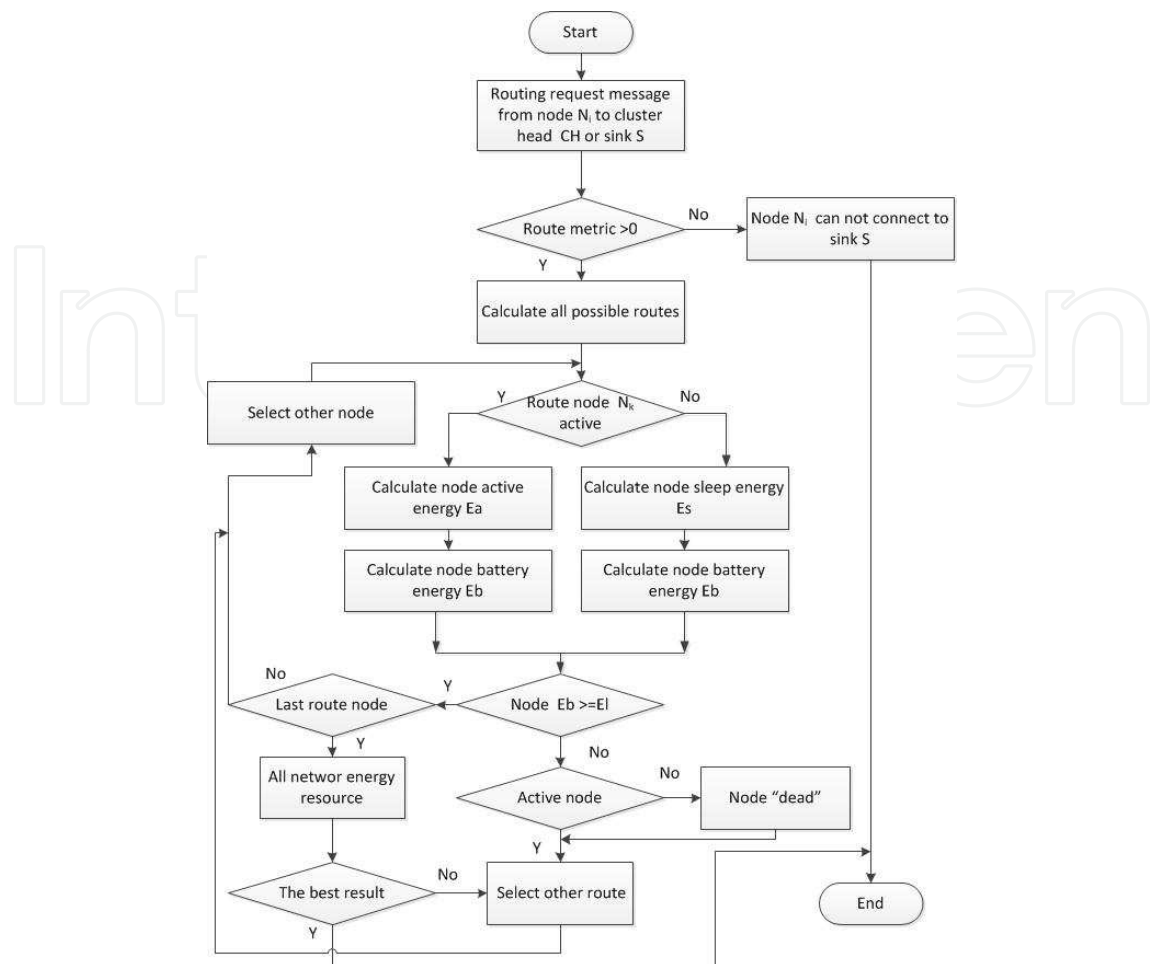 Start
Routing request message
from node Nᵢ to cluster
head CH or sink S
Route metric >0
No
Node Nᵢ can not connect to
sink S
Y
Calculate all possible routes
Select other node
Y
Route node Nₖ
active
No
Calculate node active
energy Ea
Calculate node sleep energy
Es
Calculate node battery
energy Eb
Calculate node battery
energy Eb
No
Last route node
Y
Node Eb >=El
Y
No
All networ energy
resource
Active node
No
Node “dead”
Y
The best result
No
Select other route
End
Y